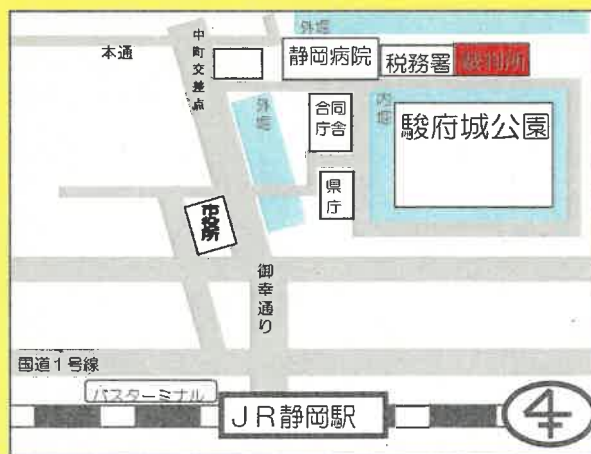 外堀
本通
中町交差点
静岡病院
税務署
裁判所
外堀
合同
庁舎
内堀
駿府城公園
県
庁
市役所
御幸通り
国道1号線
バスターミナル
JR静岡駅
4